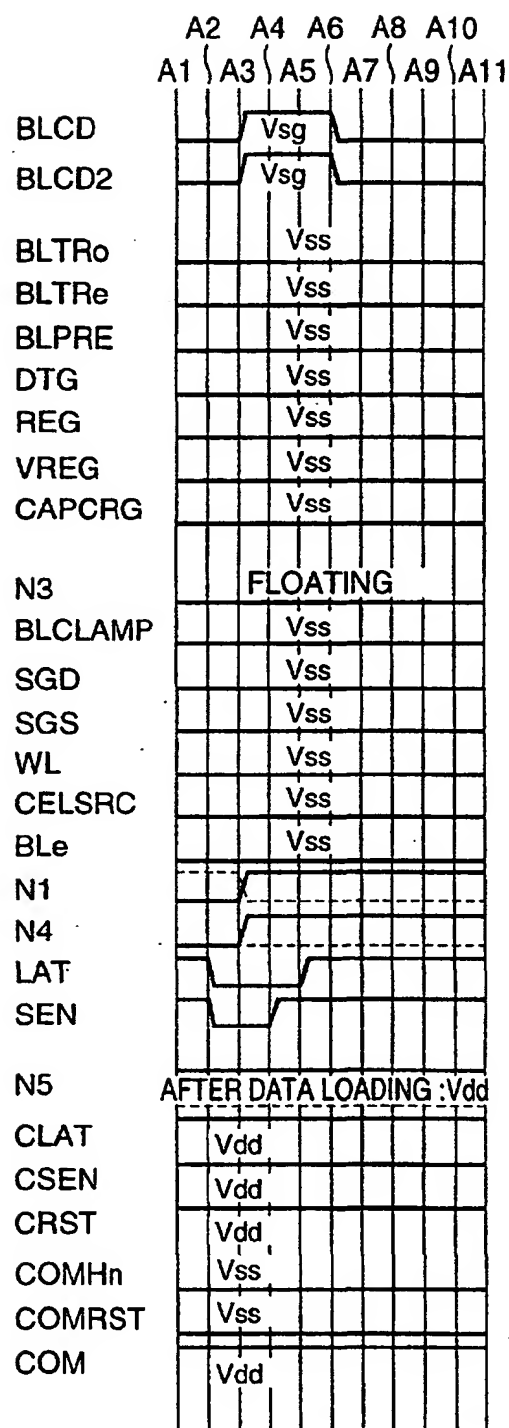 A2 A4 A6 A8 A10
A1 A3 A5 A7 A9 A11
BLCD Vsg
BLCD2 Vsg
BLTRo Vss
BLTRe Vss
BLPRE Vss
DTG Vss
REG Vss
VREG Vss
CAPCRG Vss
N3 FLOATING
BLCLAMP Vss
SGD Vss
SGS Vss
WL Vss
CELSRC Vss
BLe Vss
N1
N4
LAT
SEN
N5 AFTER DATA LOADING :Vdd
CLAT Vdd
CSEN Vdd
CRST Vdd
COMHn Vss
COMRST Vss
COM Vdd